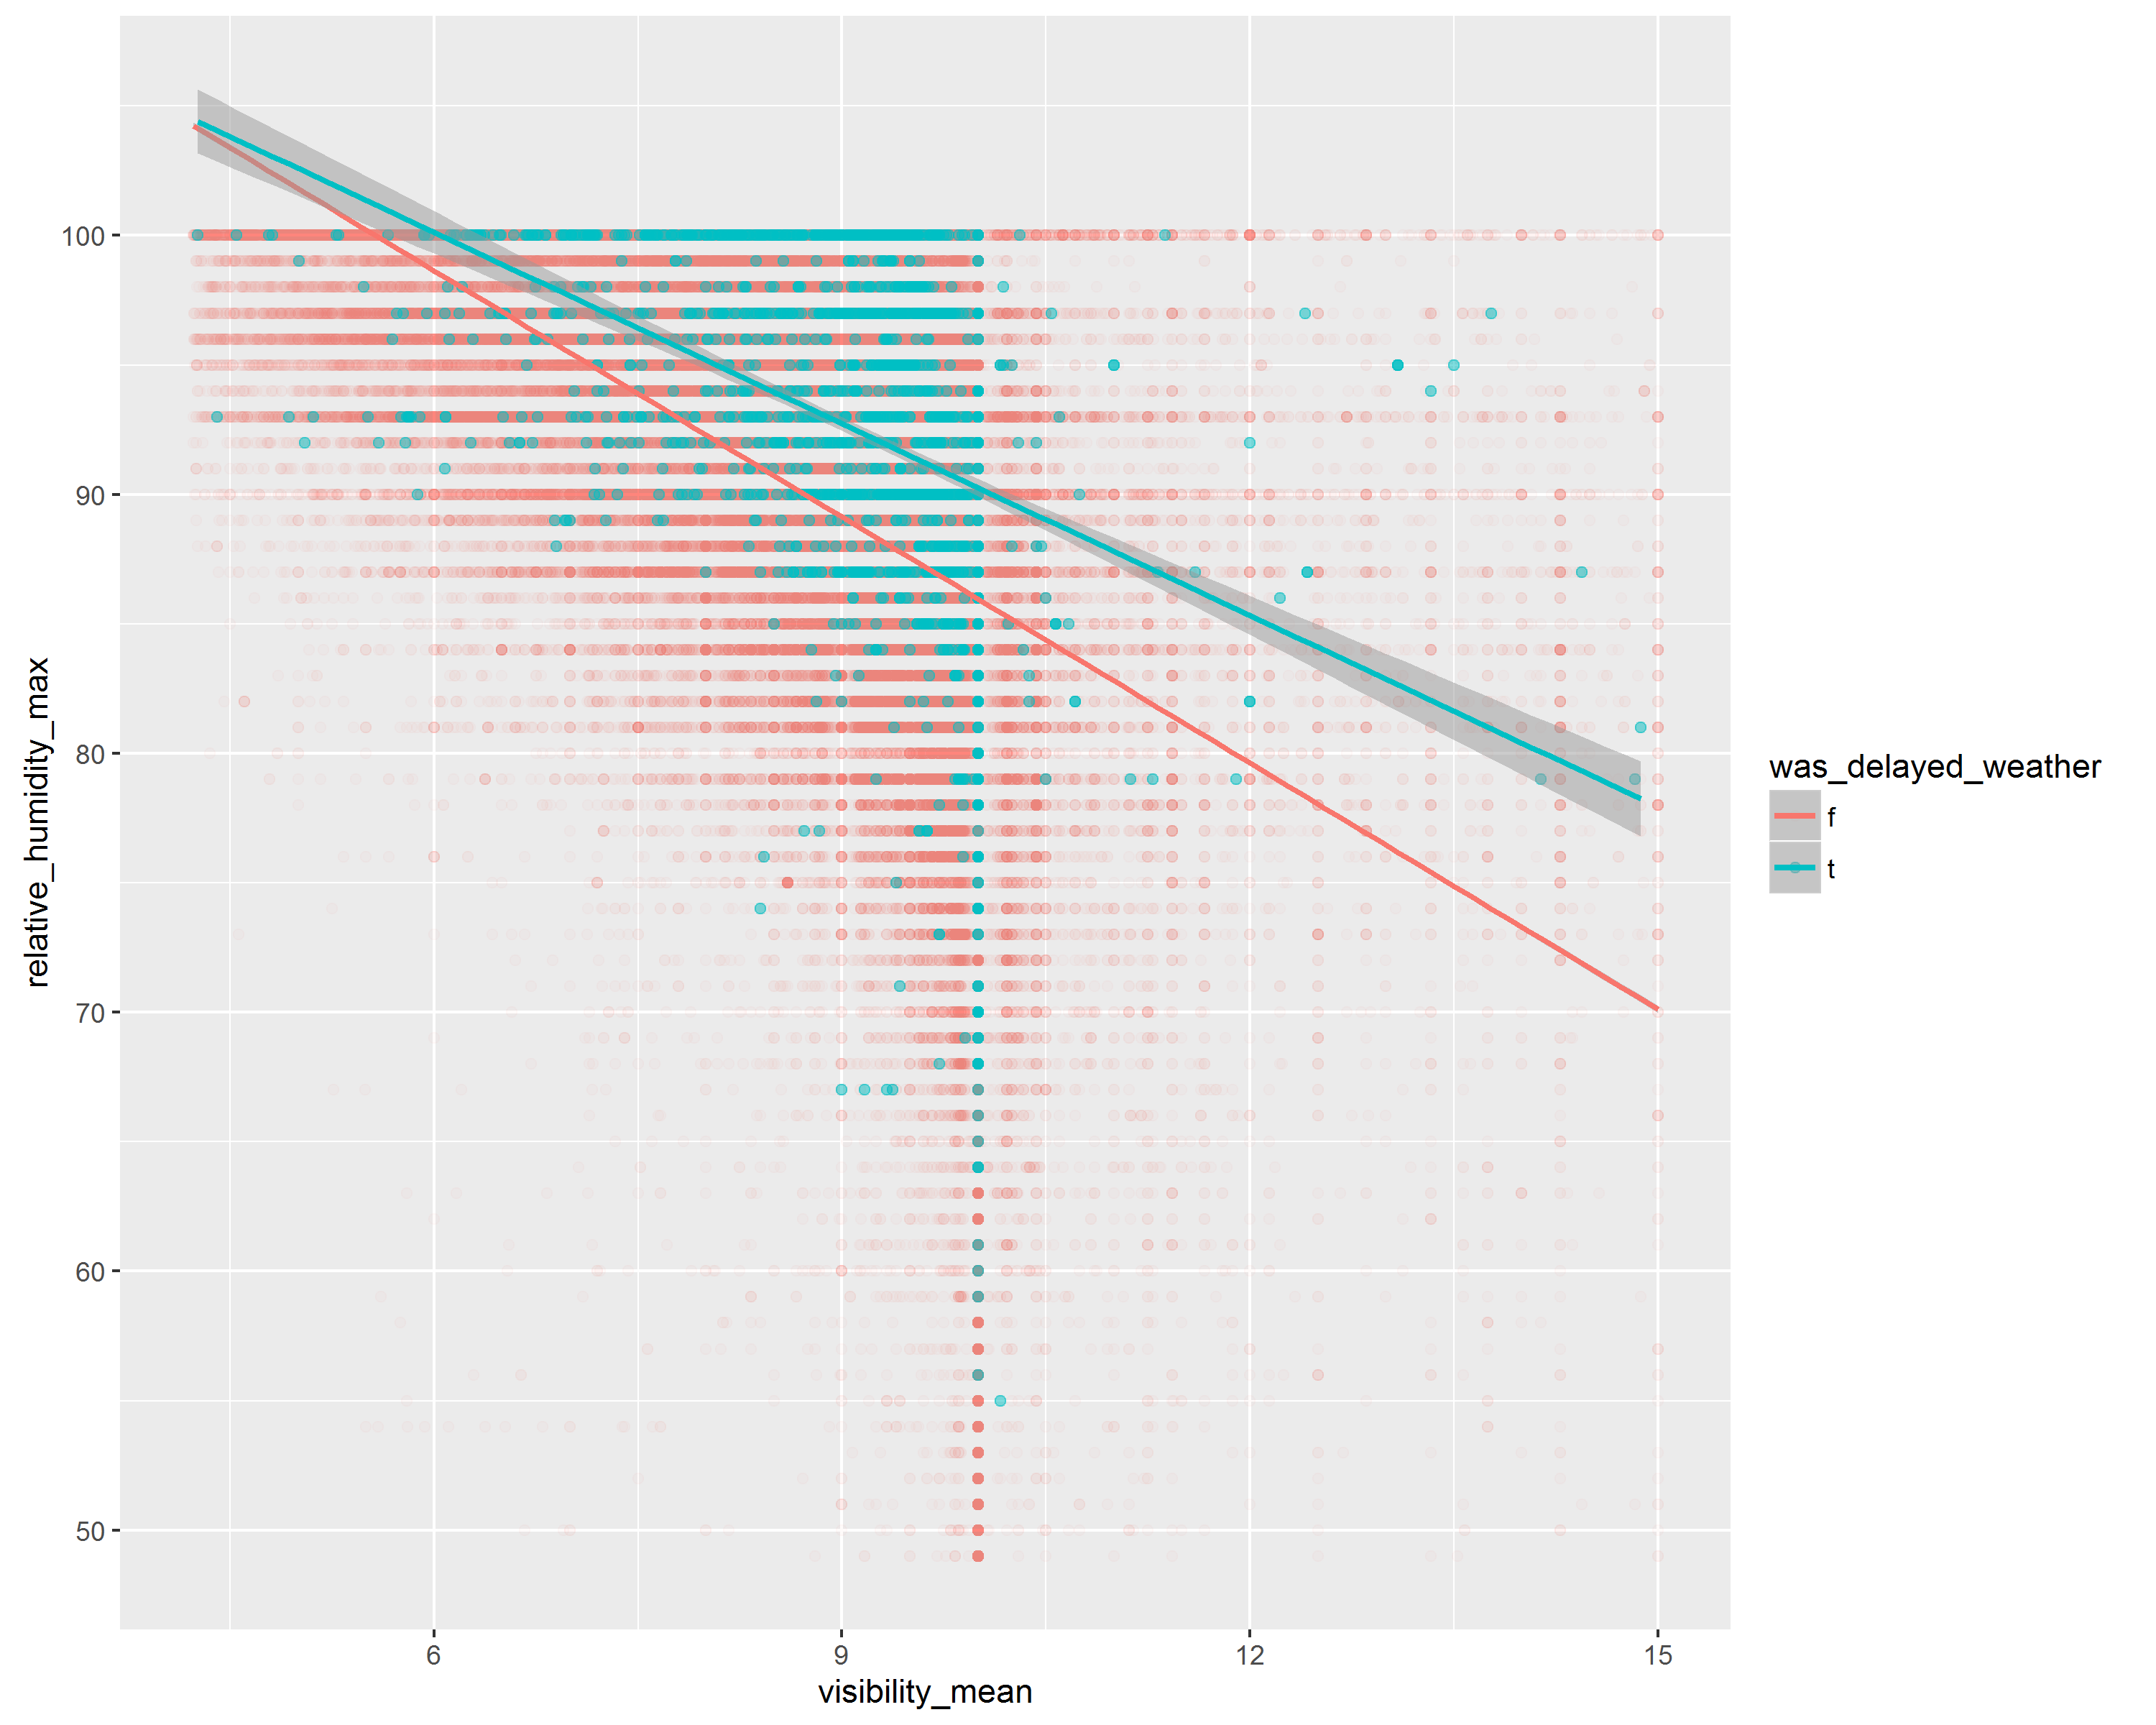 relative_humidity_max
100
90
80
70
60
50
6
9
12
15
visibility_mean
was_delayed_weather
f
t